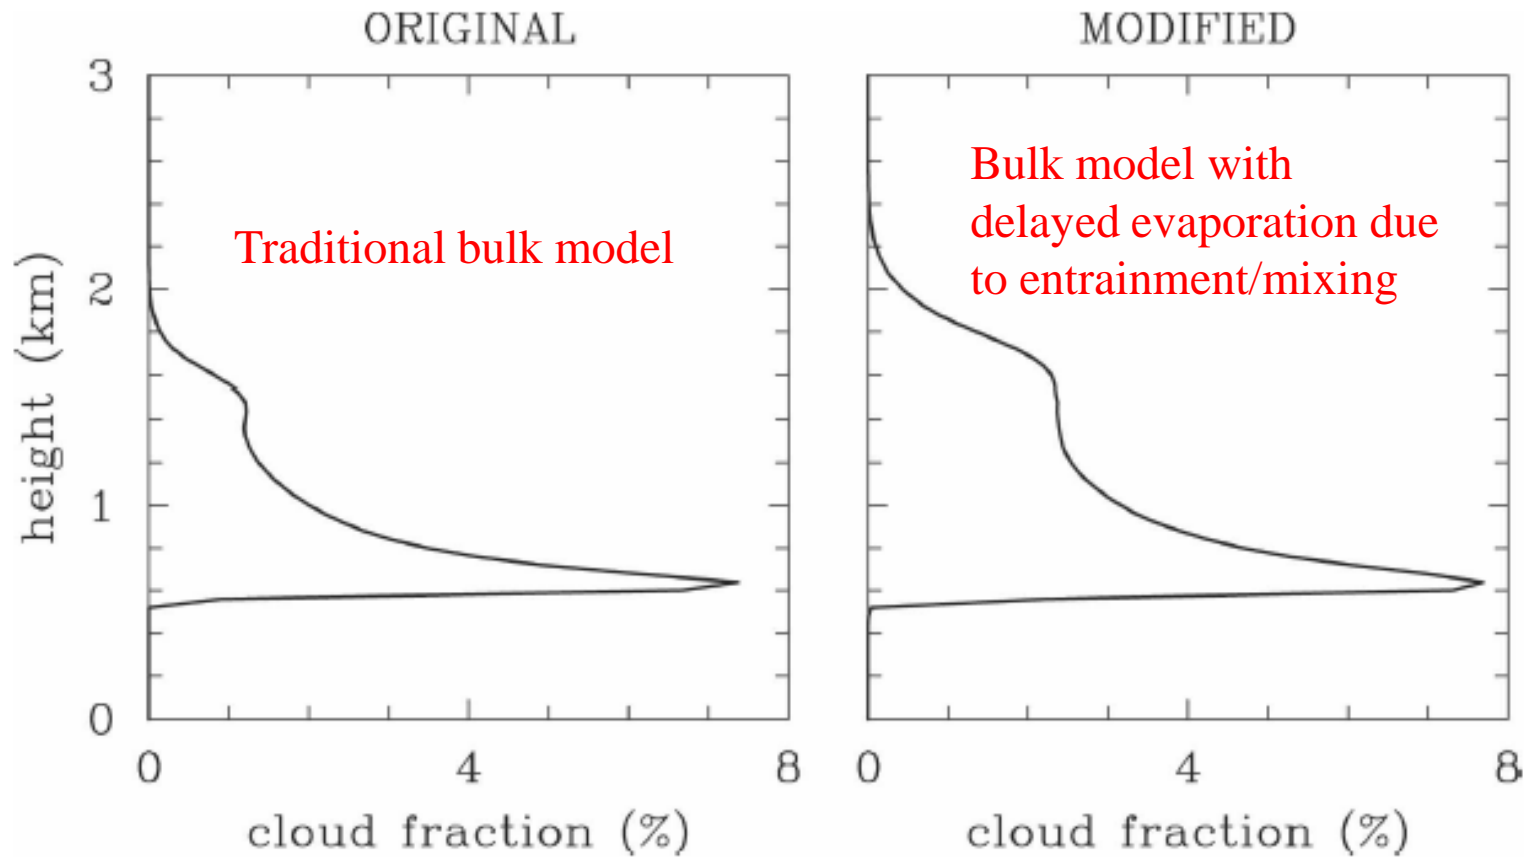 ORIGINAL
3
2
1
0
height (km)
Traditional bulk model
0 4 8
cloud fraction (%)
MODIFIED
Bulk model with
delayed evaporation due
to entrainment/mixing
0 4 8
cloud fraction (%)